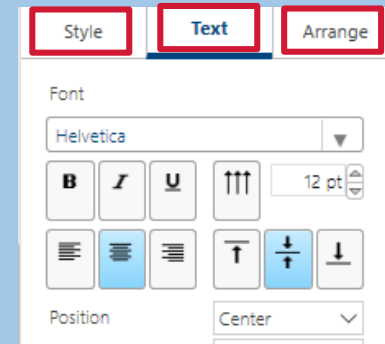 Style Text Arrange
Font
Helvetica
B I U 12 pt
Position Center